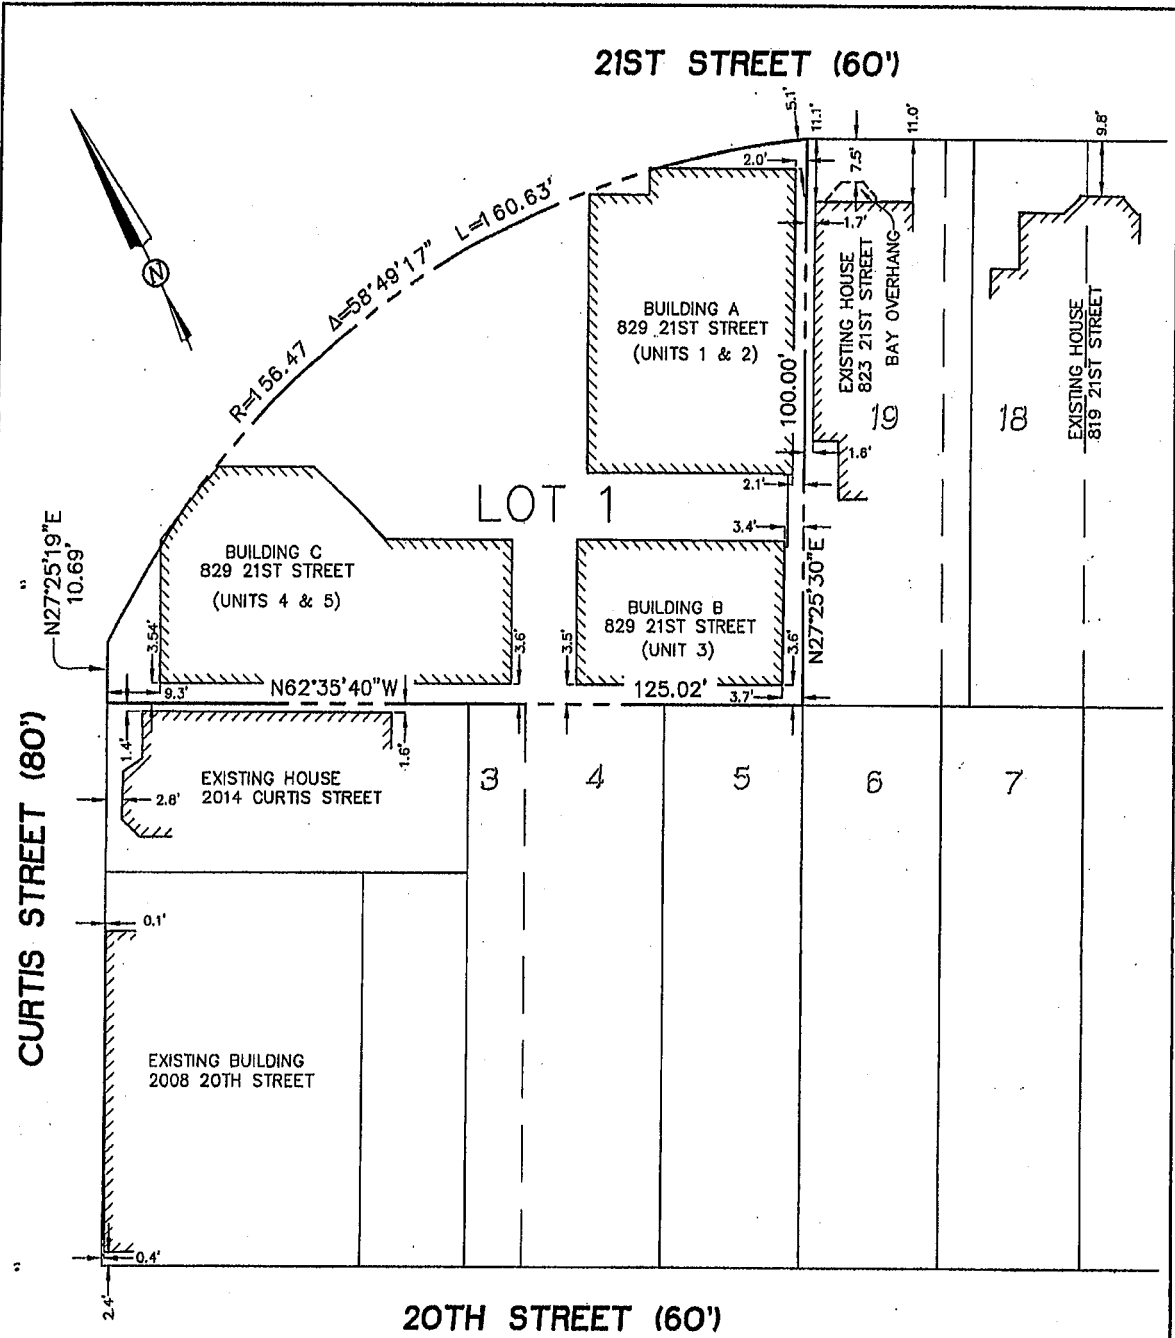 21ST STREET (60')
5.1'
11.1'
7.5'
11.0'
9.8'
2.0'
1.7'
R=156.47 Δ=58°49'17" L=160.63'
N
BUILDING A
829 21ST STREET
(UNITS 1 & 2)
100.00'
EXISTING HOUSE
823 21ST STREET
BAY OVERHANG
19
18
EXISTING HOUSE
819 21ST STREET
1.8'
2.1'
LOT 1
3.4'
N27°25'30"E
N27°25'19"E
10.69'
BUILDING C
829 21ST STREET
(UNITS 4 & 5)
BUILDING B
829 21ST STREET
(UNIT 3)
3.54'
3.6'
3.5'
3.6'
9.3'
N62°35'40"W
125.02'
3.7'
1.4'
1.6'
2.8'
EXISTING HOUSE
2014 CURTIS STREET
3
4
5
6
7
CURTIS STREET (80')
0.1'
EXISTING BUILDING
2008 20TH STREET
0.4'
2.4'
20TH STREET (60')